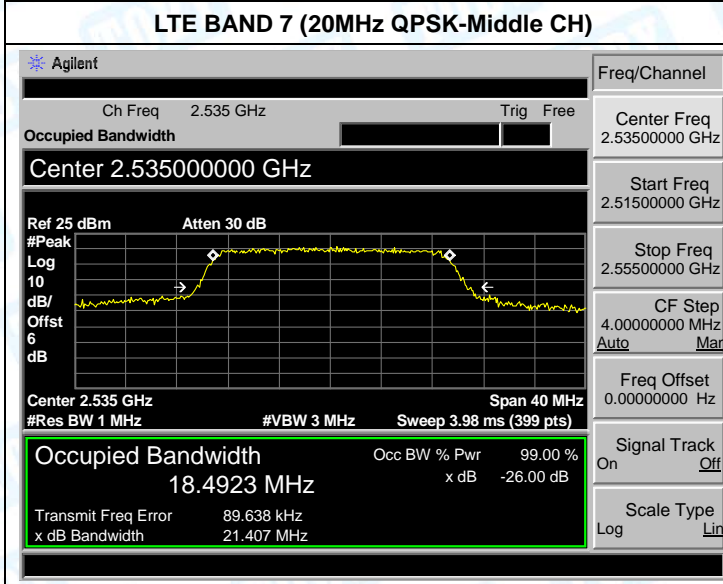 LTE BAND 7 (20MHz QPSK-Middle CH)
Agilent
Freq/Channel
Ch Freq 2.535 GHz Trig Free
Occupied Bandwidth
Center 2.535000000 GHz
Ref 25 dBm Atten 30 dB
#Peak
Log
10
dB/
Offst
6
dB
Center 2.535 GHz Span 40 MHz
#Res BW 1 MHz #VBW 3 MHz Sweep 3.98 ms (399 pts)
Occupied Bandwidth Occ BW % Pwr 99.00 %
18.4923 MHz x dB -26.00 dB
Transmit Freq Error 89.638 kHz
x dB Bandwidth 21.407 MHz
Center Freq
2.53500000 GHz
Start Freq
2.51500000 GHz
Stop Freq
2.55500000 GHz
CF Step
4.00000000 MHz
Auto Man
Freq Offset
0.00000000 Hz
Signal Track
On Off
Scale Type
Log Lin